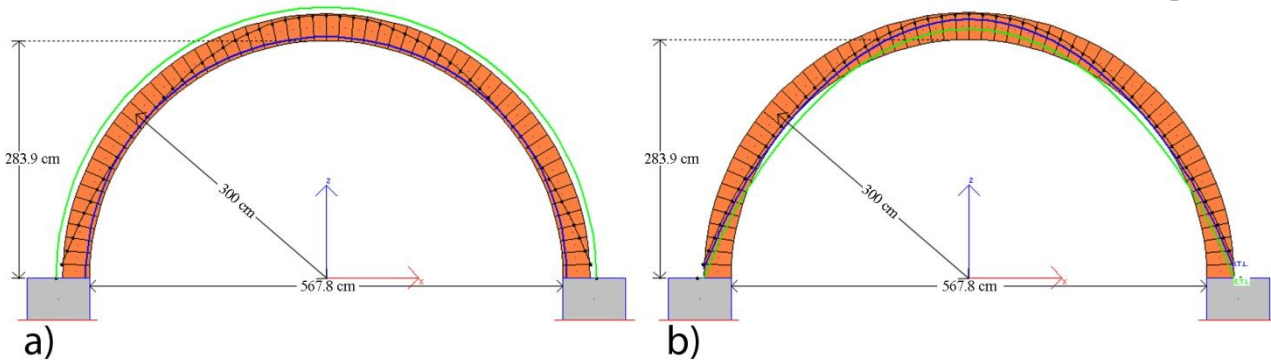 283.9 cm
300 cm
z
x
567.8 cm
a)
283.9 cm
300 cm
z
x
I.T.L.
E.T.L.
567.8 cm
b)